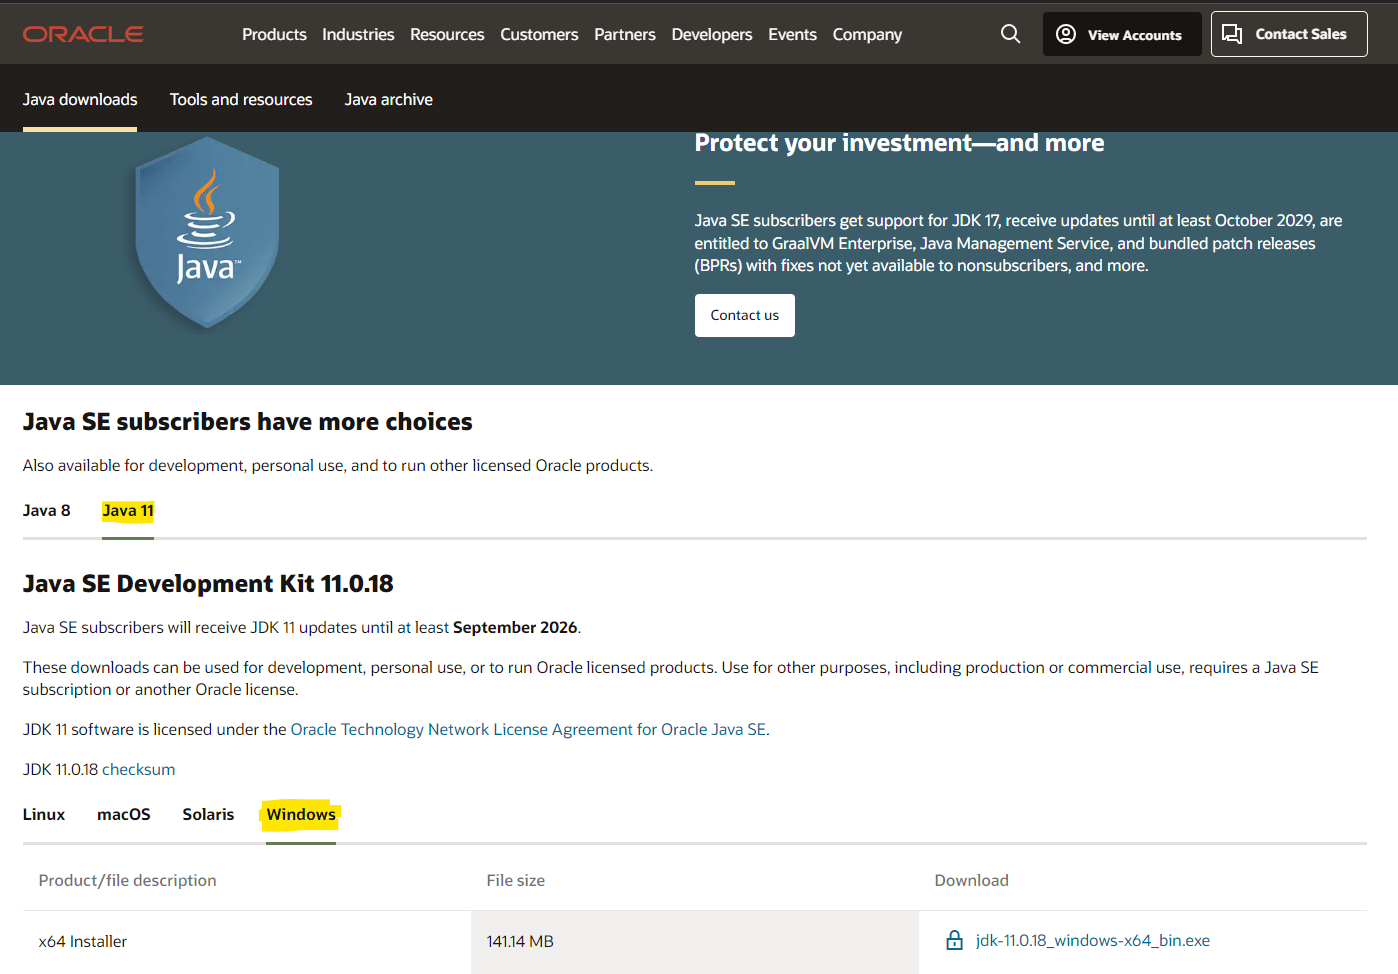 ORACLE
Products Industries Resources Customers Partners Developers Events Company
View Accounts
Contact Sales
Java downloads Tools and resources Java archive
Java™
Protect your investment—and more
Java SE subscribers get support for JDK 17, receive updates until at least October 2029, are
entitled to GraalVM Enterprise, Java Management Service, and bundled patch releases
(BPRs) with fixes not yet available to nonsubscribers, and more.
Contact us
Java SE subscribers have more choices
Also available for development, personal use, and to run other licensed Oracle products.
Java 8 Java 11
Java SE Development Kit 11.0.18
Java SE subscribers will receive JDK 11 updates until at least September 2026.
These downloads can be used for development, personal use, or to run Oracle licensed products. Use for other purposes, including production or commercial use, requires a Java SE
subscription or another Oracle license.
JDK 11 software is licensed under the Oracle Technology Network License Agreement for Oracle Java SE.
JDK 11.0.18 checksum
Linux macOS Solaris Windows
Product/file description File size Download
x64 Installer 141.14 MB jdk-11.0.18_windows-x64_bin.exe